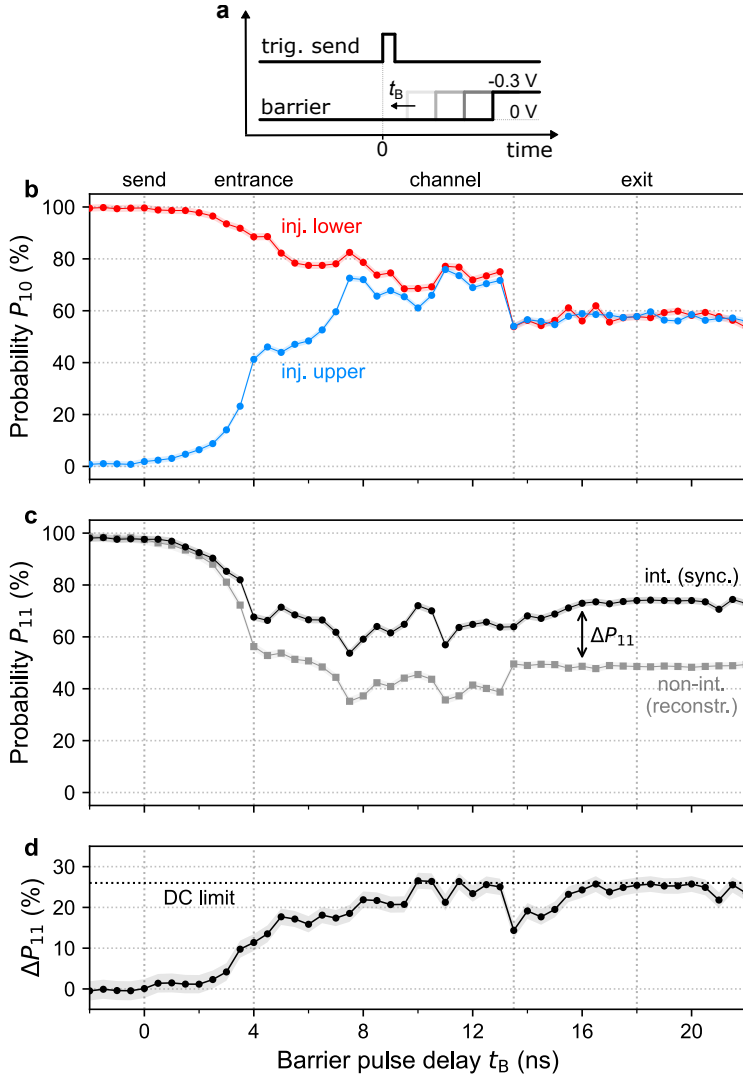 a
trig. send
-0.3 V
t_B
barrier
0 V
0
time
send entrance channel exit
b
100
80
60
40
20
0
Probability P_10 (%)
inj. lower
inj. upper
c
100
80
60
40
20
0
Probability P_11 (%)
int. (sync.)
ΔP_11
non-int.
(reconstr.)
d
30
20
10
0
ΔP_11 (%)
DC limit
0 4 8 12 16 20
Barrier pulse delay t_B (ns)